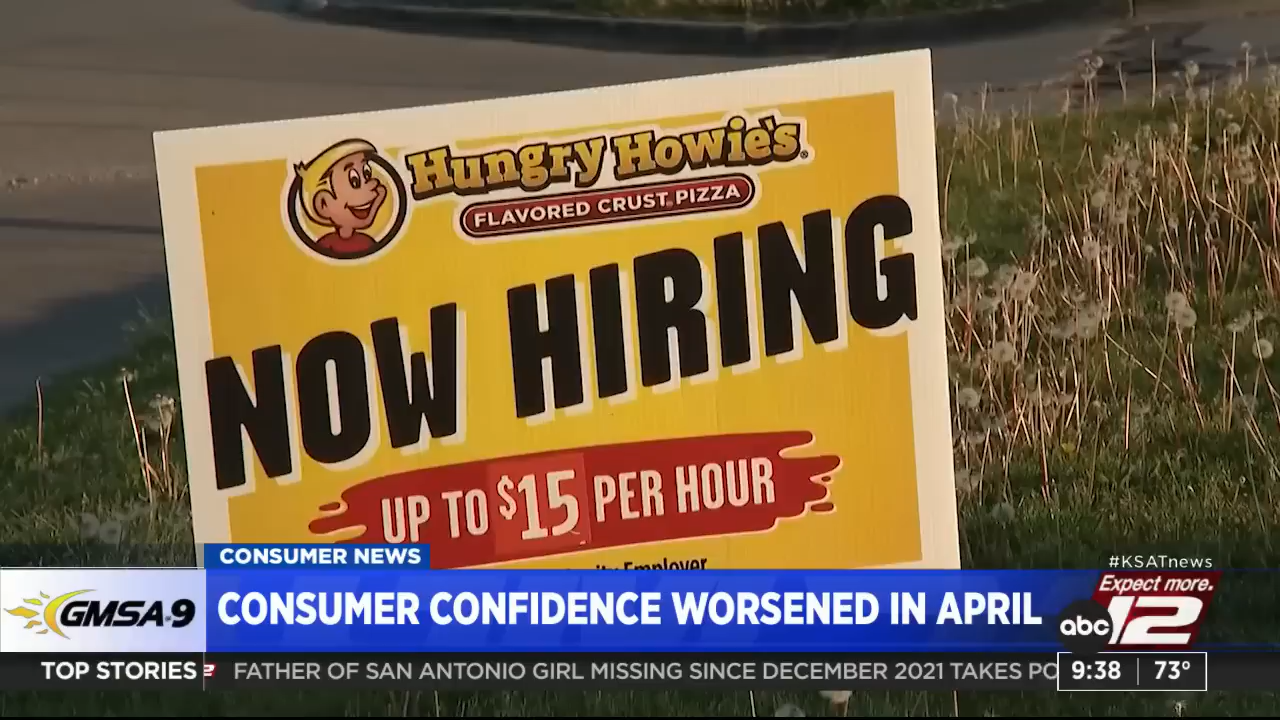 Hungry Howie's
FLAVORED CRUST PIZZA
NOW HIRING
UP TO $15 PER HOUR
Employer
CONSUMER NEWS
#KSATnews
GMSA@9
CONSUMER CONFIDENCE WORSENED IN APRIL
Expect more.
abc 12
TOP STORIES
FATHER OF SAN ANTONIO GIRL MISSING SINCE DECEMBER 2021 TAKES
9:38 73°